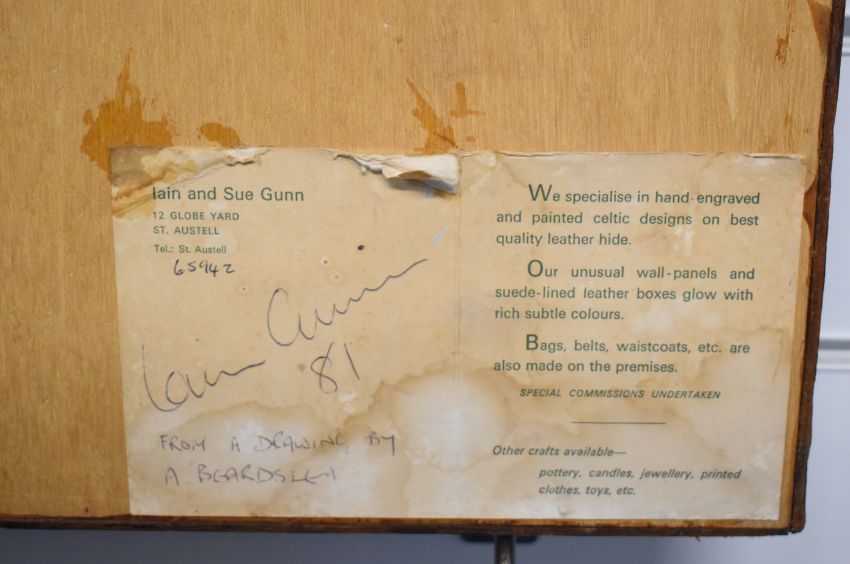 Iain and Sue Gunn
12 GLOBE YARD
ST. AUSTELL
Tel.: St. Austell
65942
Iain Gunn
81
FROM A DRAWING BY
A BEARDSLEY
We specialise in hand-engraved
and painted celtic designs on best
quality leather hide.
Our unusual wall-panels and
suede-lined leather boxes glow with
rich subtle colours.
Bags, belts, waistcoats, etc. are
also made on the premises.
SPECIAL COMMISSIONS UNDERTAKEN
Other crafts available—
pottery, candles, jewellery, printed
clothes, toys, etc.